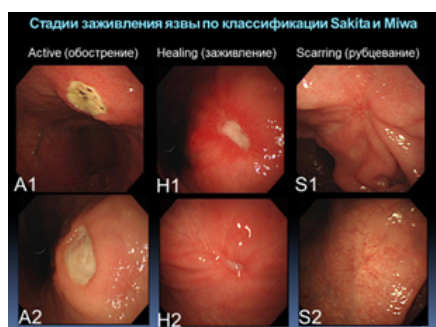 Стадии заживления язвы по классификации Sakita и Miwa
Active (обострение) Healing (заживление) Scarring (рубцевание)
A1 H1 S1
A2 H2 S2